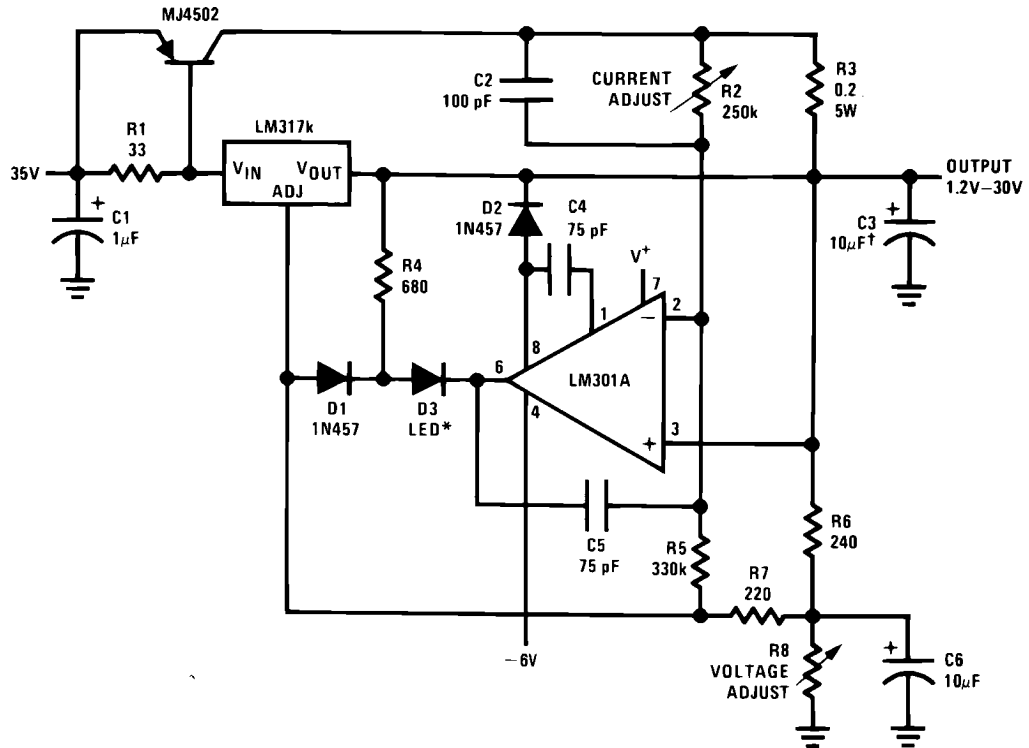 MJ4502
C2
100 pF
CURRENT
ADJUST
R2
250k
R3
0.2
5W
R1
33
LM317k
35V
VIN
VOUT
ADJ
OUTPUT
1.2V–30V
+
C1
1µF
D2
1N457
C4
75 pF
+
C3
10µF†
R4
680
V+
7
1
2
−
8
6
LM301A
4
D1
1N457
D3
LED*
3
+
C5
75 pF
R5
330k
R6
240
R7
220
−6V
R8
VOLTAGE
ADJUST
+
C6
10µF